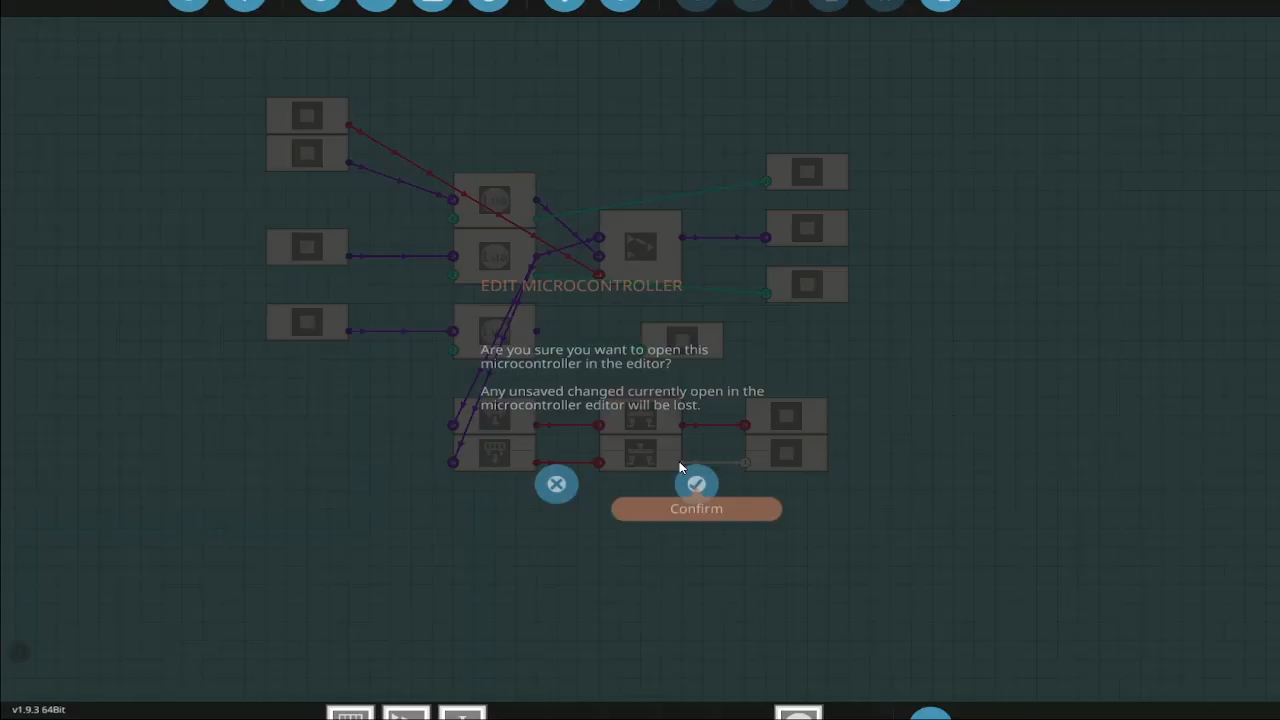 EDIT MICROCONTROLLER
Are you sure you want to open this
microcontroller in the editor?
Any unsaved changed currently open in the
microcontroller editor will be lost.
Confirm
v1.9.3 64Bit